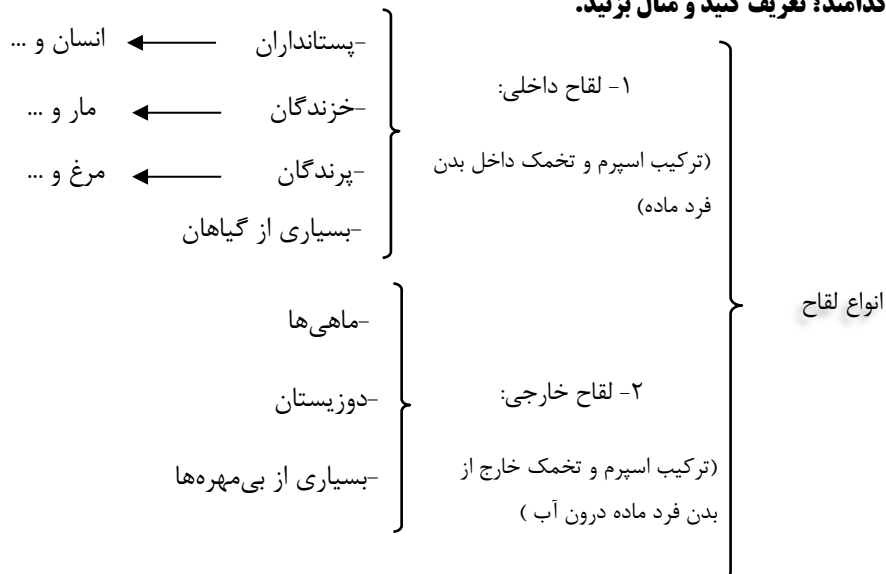 کدامند؟ تعریف کنید و مثال بزنید.
انواع لقاح
۱- لقاح داخلی:
(ترکیب اسپرم و تخمک داخل بدن
فرد ماده)
-پستانداران ← انسان و ...
-خزندگان ← مار و ...
-پرندگان ← مرغ و ...
-بسیاری از گیاهان
۲- لقاح خارجی:
(ترکیب اسپرم و تخمک خارج از
بدن فرد ماده درون آب )
-ماهی‌ها
-دوزیستان
-بسیاری از بی‌مهره‌ها